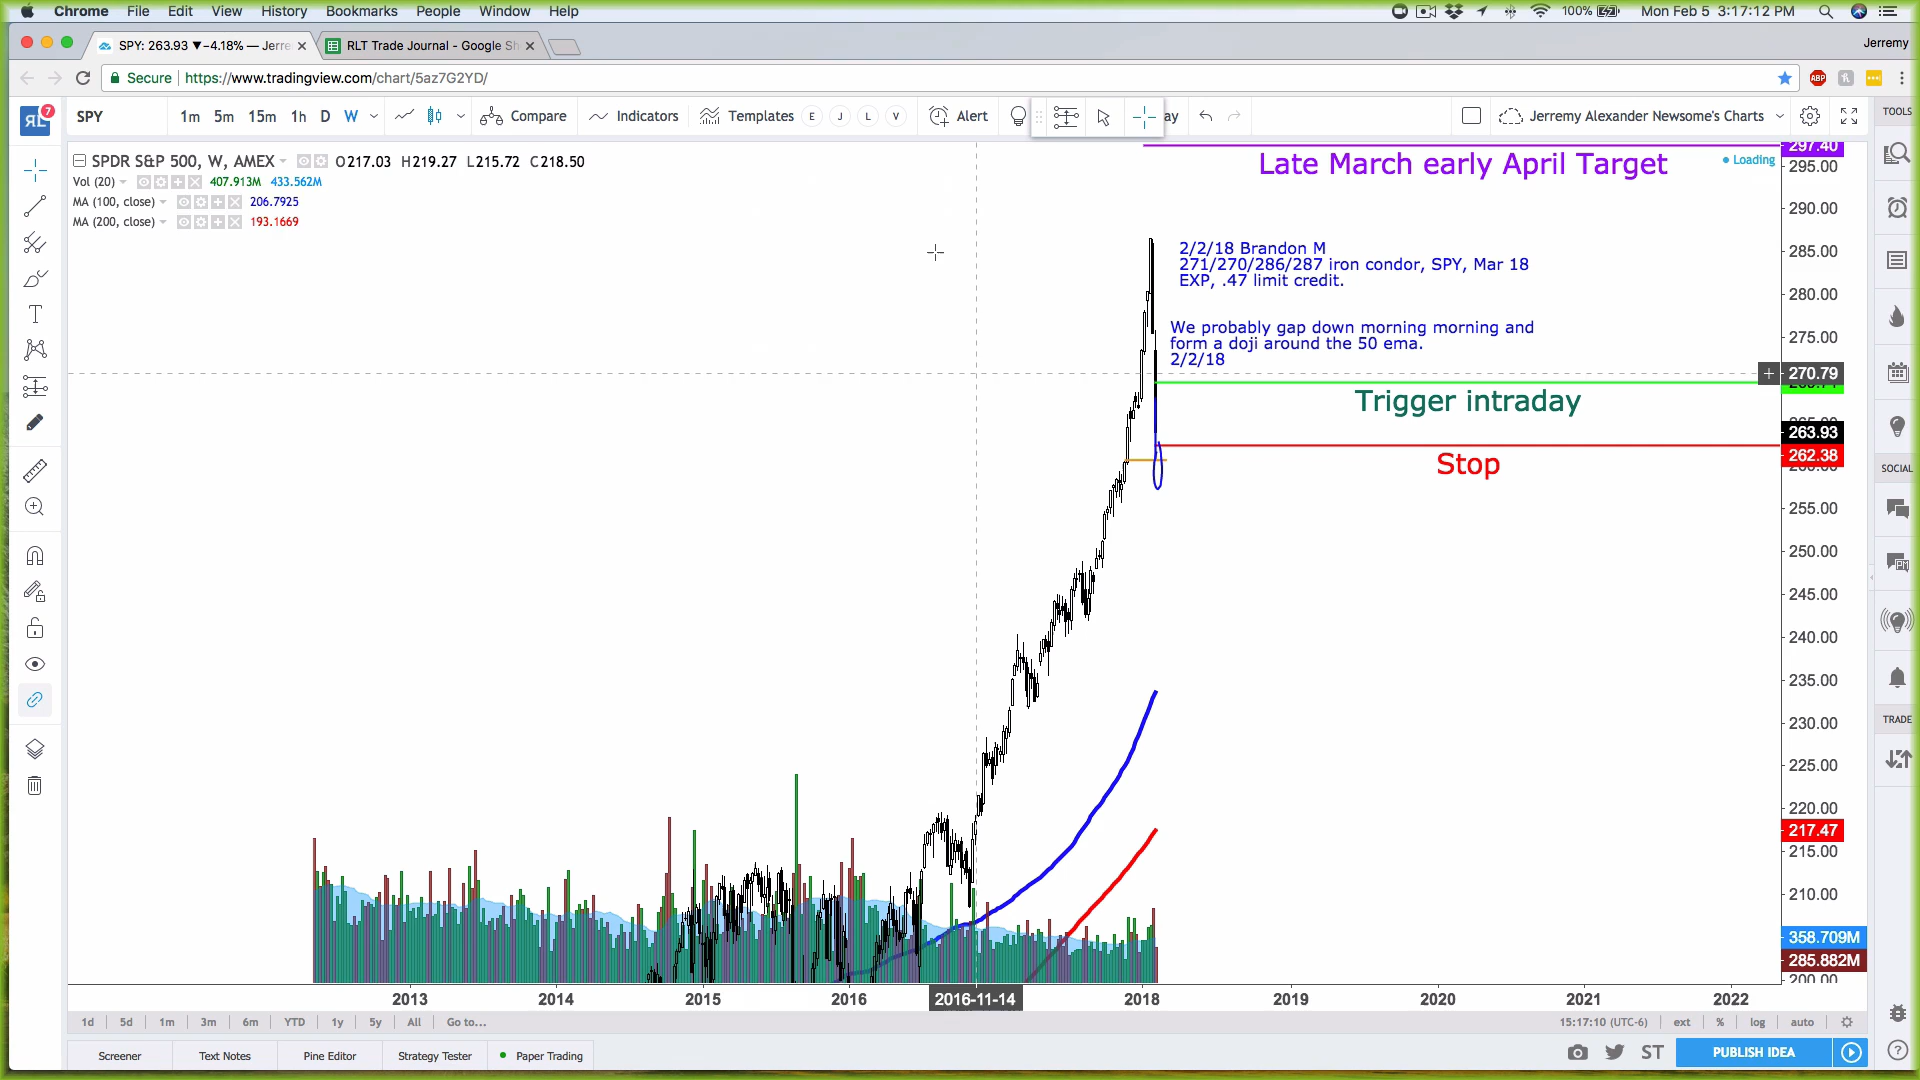 Chrome File Edit View History Bookmarks People Window Help 100% Mon Feb 5 3:17:12 PM
SPY: 263.93 ▼−4.18% — Jerre RLT Trade Journal - Google Sh Jerremy
Secure https://www.tradingview.com/chart/5az7G2YD/ ABP
7
SPY 1m 5m 15m 1h D W Compare Indicators Templates E J L V Alert ay Jerremy Alexander Newsome's Charts TOOLS
SPDR S&P 500, W, AMEX O217.03 H219.27 L215.72 C218.50
Vol (20) 407.913M 433.562M
MA (100, close) 206.7925
MA (200, close) 193.1669
Late March early April Target
Loading
2/2/18 Brandon M
271/270/286/287 iron condor, SPY, Mar 18
EXP, .47 limit credit.
We probably gap down morning morning and
form a doji around the 50 ema.
2/2/18
Trigger intraday
Stop
297.40
295.00
290.00
285.00
280.00
275.00
270.79
263.93
262.38
255.00
250.00
245.00
240.00
235.00
230.00
225.00
220.00
217.47
215.00
210.00
358.709M
285.882M
200.00
SOCIAL
TRADE
2013 2014 2015 2016 2016-11-14 2018 2019 2020 2021 2022
1d 5d 1m 3m 6m YTD 1y 5y All Go to... 15:17:10 (UTC-6) ext % log auto
Screener Text Notes Pine Editor Strategy Tester Paper Trading ST PUBLISH IDEA